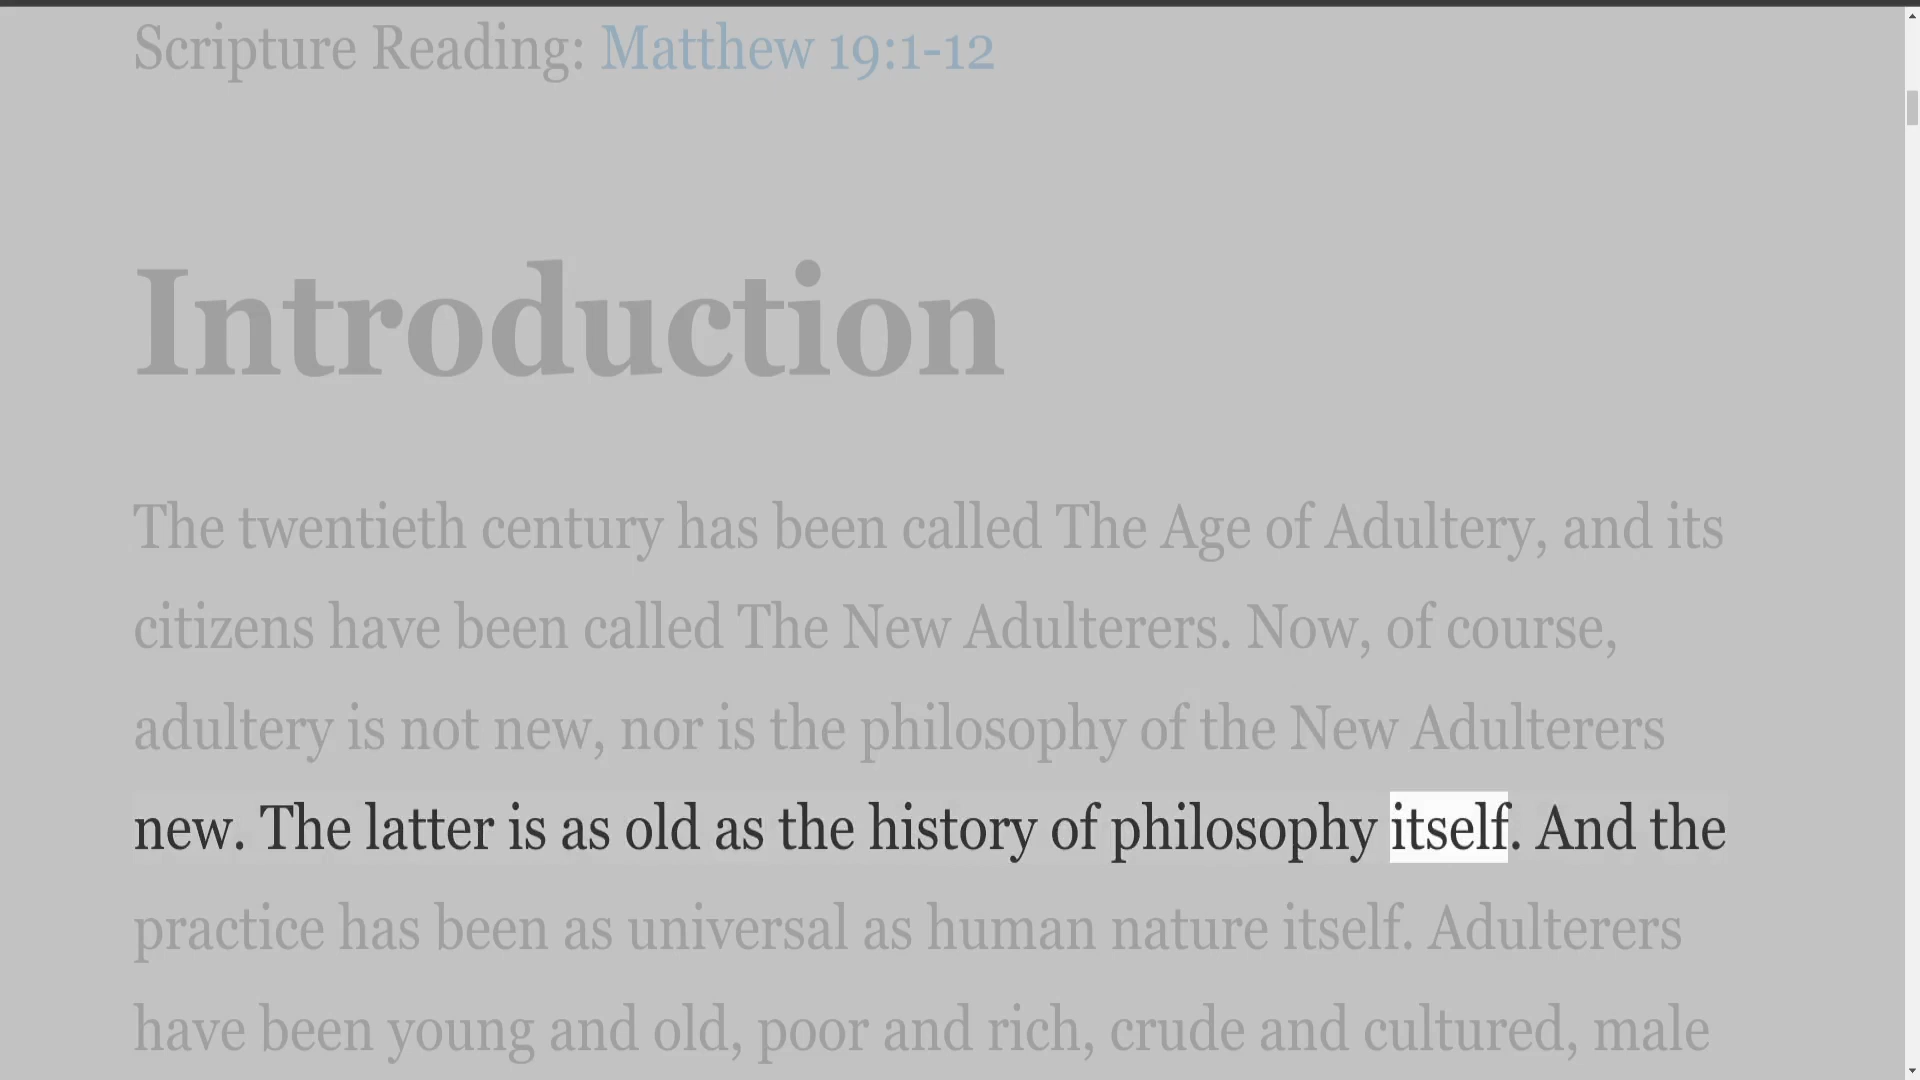 Scripture Reading: Matthew 19:1-12
Introduction
The twentieth century has been called The Age of Adultery, and its
citizens have been called The New Adulterers. Now, of course,
adultery is not new, nor is the philosophy of the New Adulterers
new. The latter is as old as the history of philosophy itself. And the
practice has been as universal as human nature itself. Adulterers
have been young and old, poor and rich, crude and cultured, male